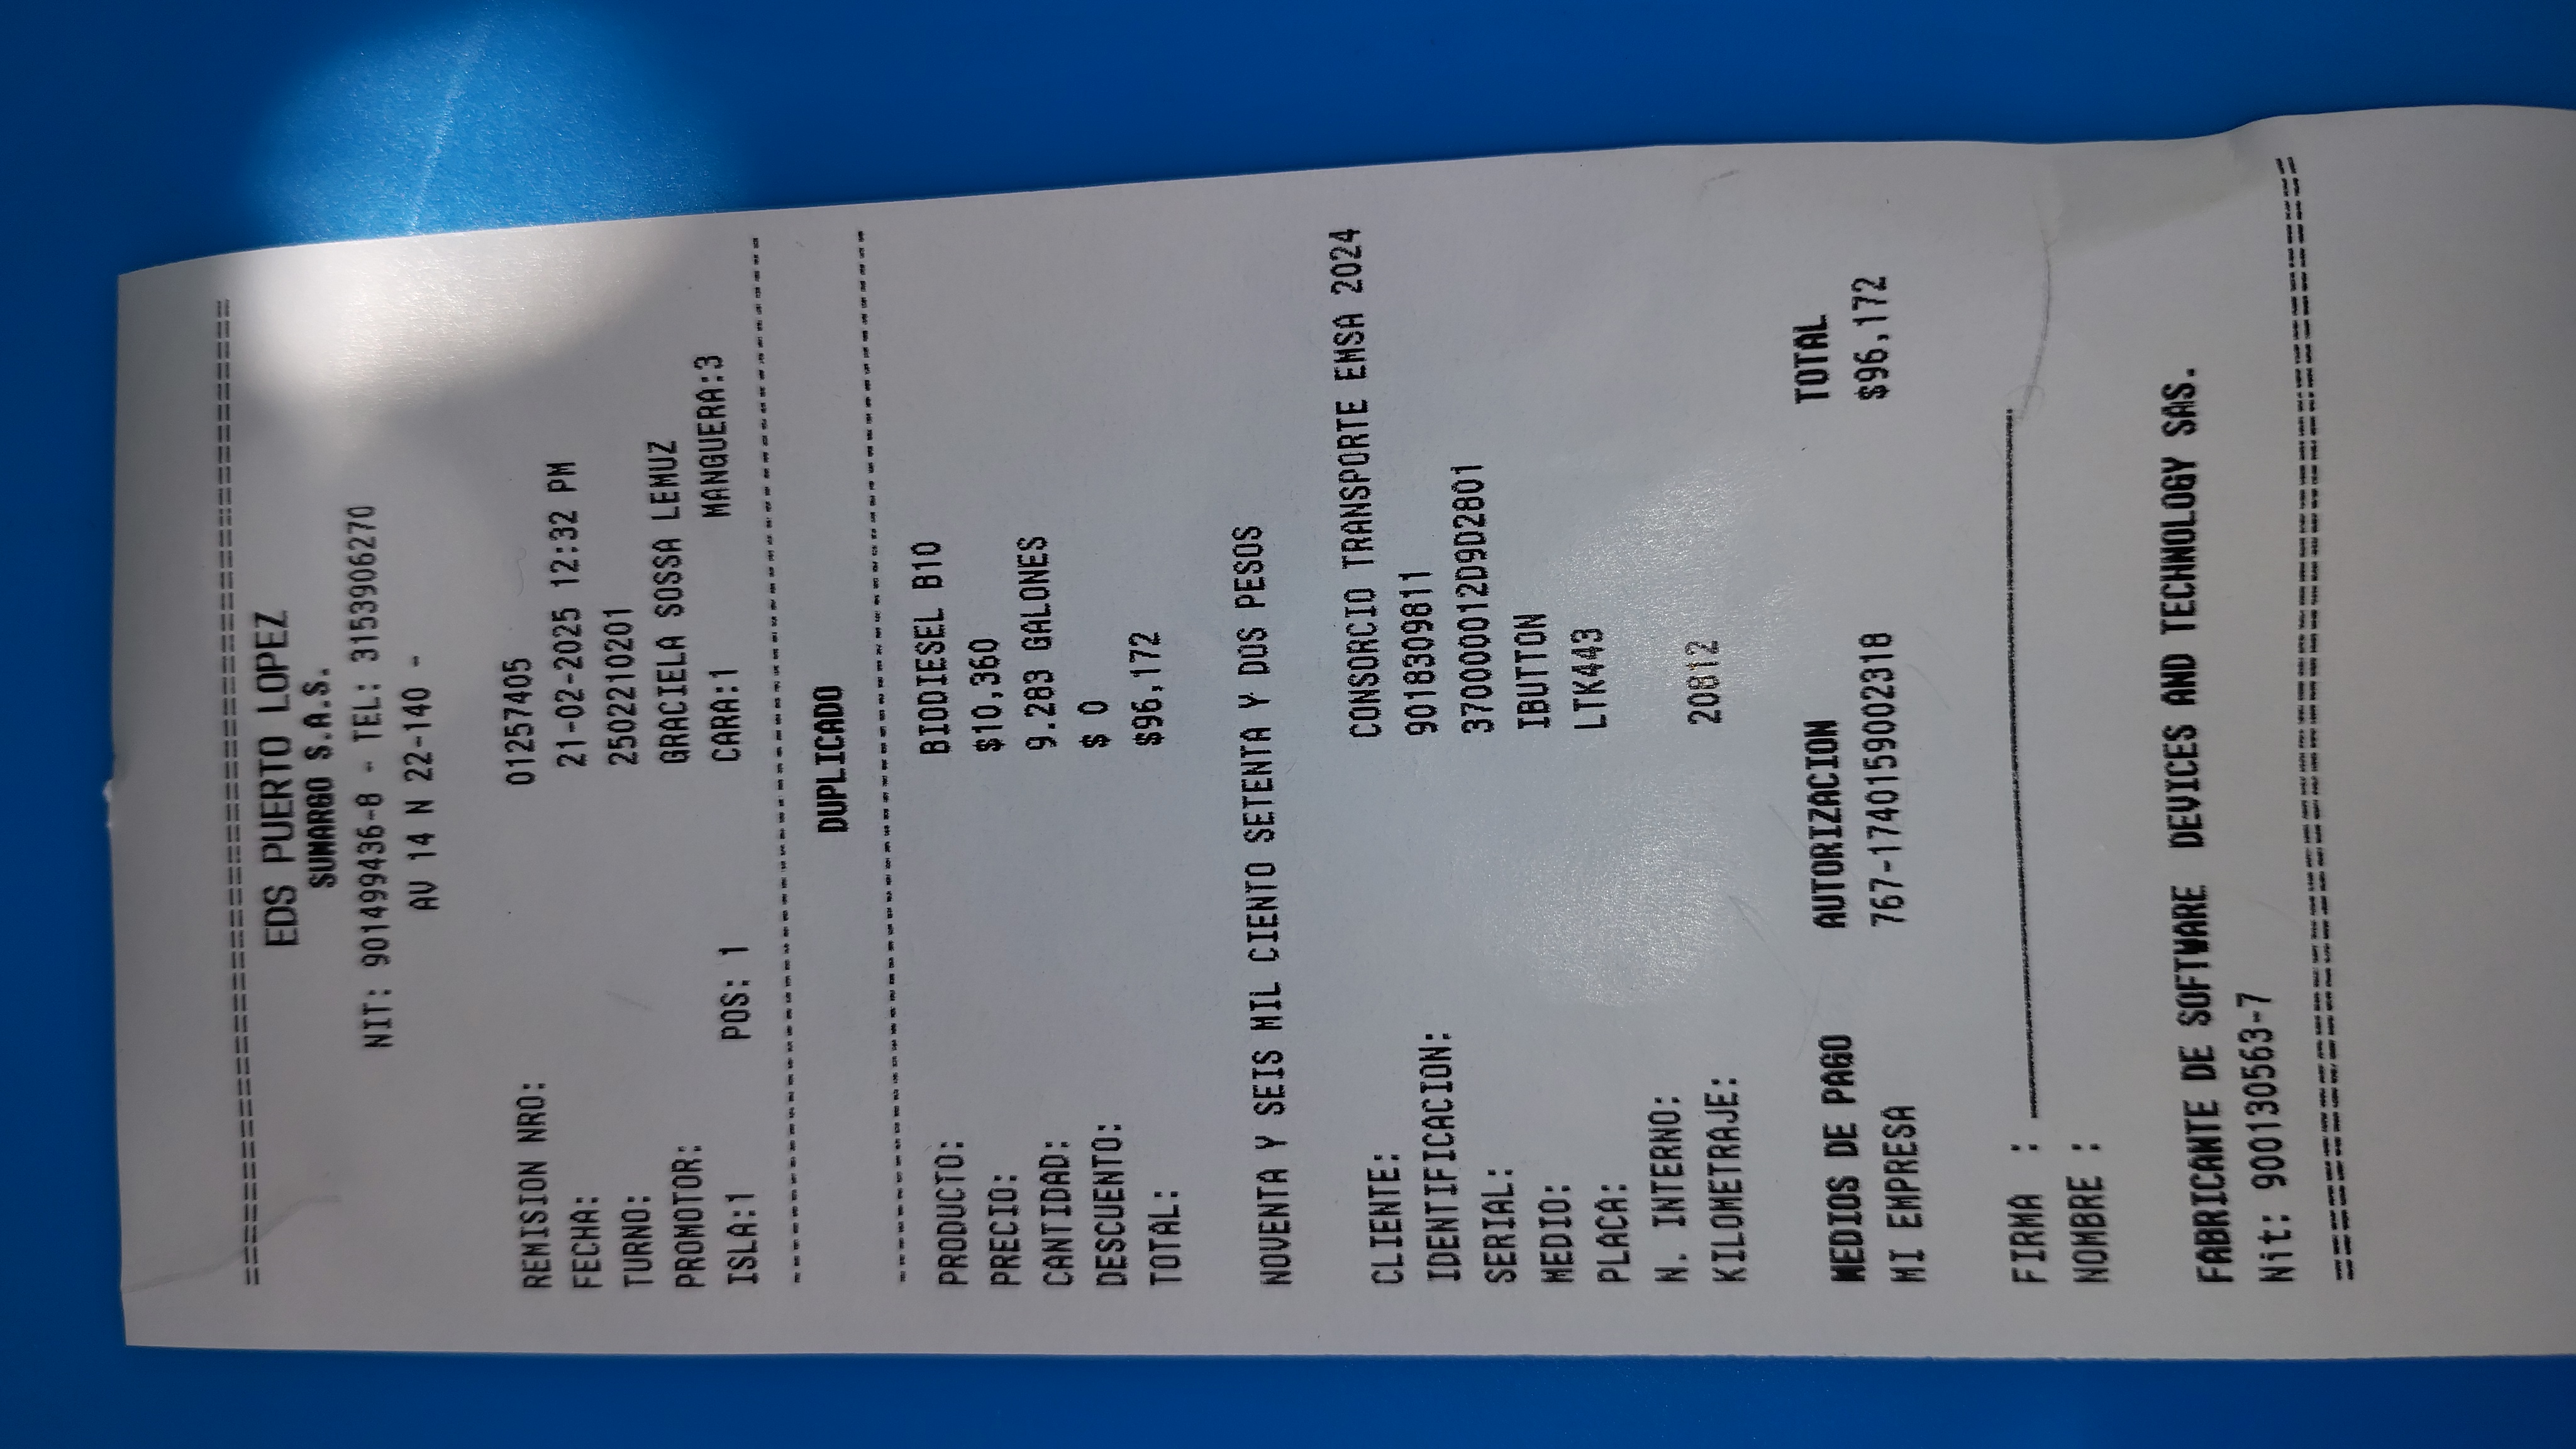 ==========================================
EDS PUERTO LOPEZ
SUMARGO S.A.S.
NIT: 901499436-8 - TEL: 3153906270
AV 14 N 22-140 -
REMISION NRO: 01257405
FECHA: 21-02-2025 12:32 PM
TURNO: 2502210201
PROMOTOR: GRACIELA SOSSA LEMUZ
ISLA:1 POS: 1 CARA:1 MANGUERA:3
------------------------------------------
DUPLICADO
------------------------------------------
PRODUCTO: BIODIESEL B10
PRECIO: $10,360
CANTIDAD: 9.283 GALONES
DESCUENTO: $ 0
TOTAL: $96,172
NOVENTA Y SEIS MIL CIENTO SETENTA Y DOS PESOS
CLIENTE: CONSORCIO TRANSPORTE EMSA 2024
IDENTIFICACION: 9018309811
SERIAL: 370000012D9D2801
MEDIO: IBUTTON
PLACA: LTK443
N. INTERNO:
KILOMETRAJE: 20812
MEDIOS DE PAGO AUTORIZACION TOTAL
MI EMPRESA 767-1740159002318 $96,172
FIRMA : ______________________________
NOMBRE :
FABRICANTE DE SOFTWARE DEVICES AND TECHNOLOGY SAS.
Nit: 900130563-7
==========================================